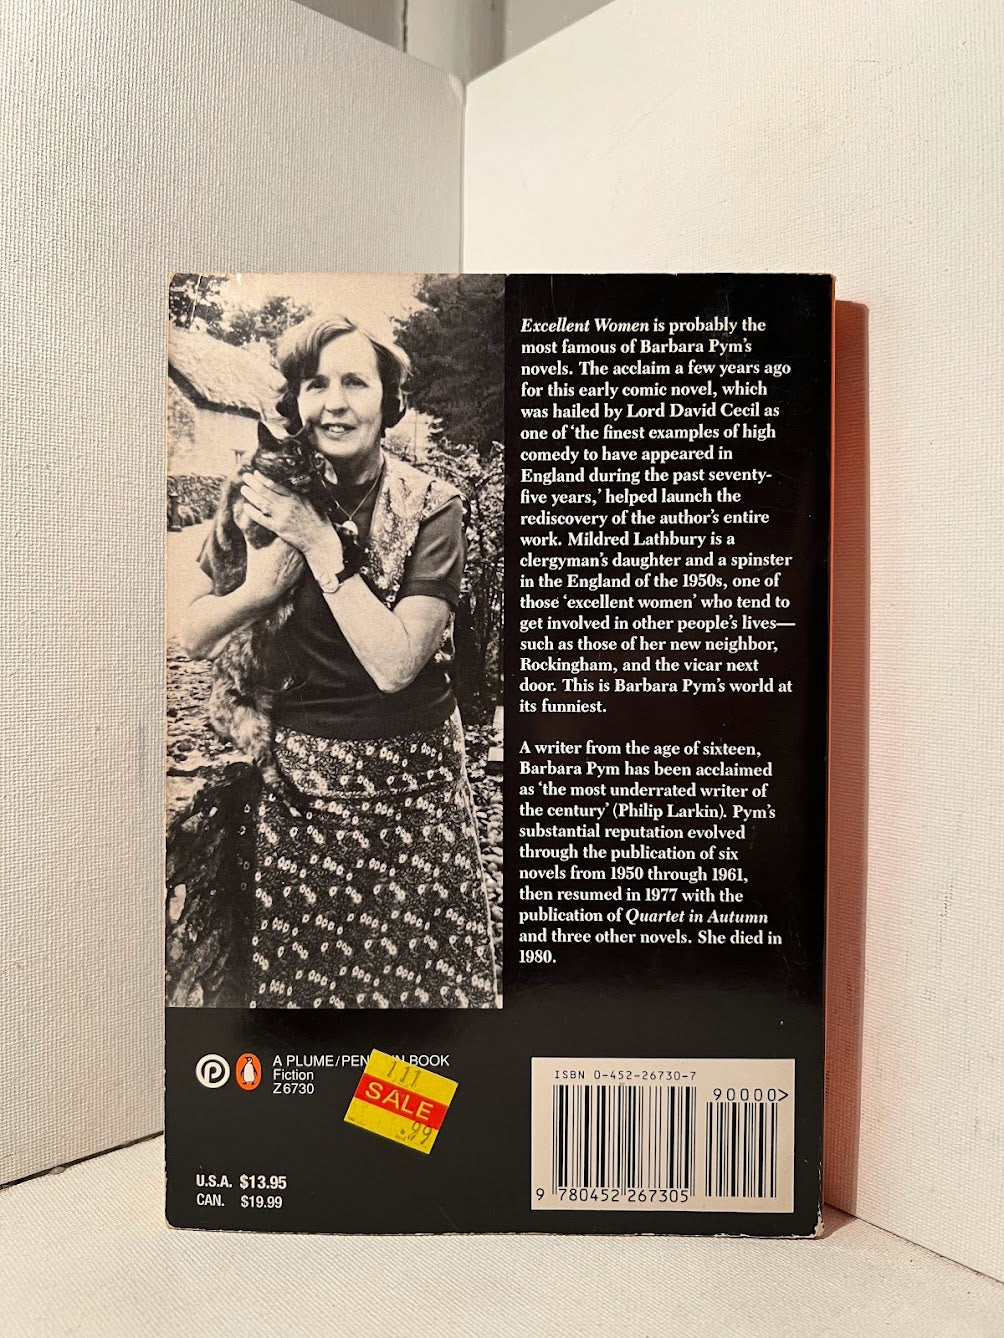 Excellent Women is probably the
most famous of Barbara Pym's
novels. The acclaim a few years ago
for this early comic novel, which
was hailed by Lord David Cecil as
one of 'the finest examples of high
comedy to have appeared in
England during the past seventy-
five years,' helped launch the
rediscovery of the author's entire
work. Mildred Lathbury is a
clergyman's daughter and a spinster
in the England of the 1950s, one of
those 'excellent women' who tend to
get involved in other people's lives—
such as those of her new neighbor,
Rockingham, and the vicar next
door. This is Barbara Pym's world at
its funniest.
A writer from the age of sixteen,
Barbara Pym has been acclaimed
as 'the most underrated writer of
the century' (Philip Larkin). Pym's
substantial reputation evolved
through the publication of six
novels from 1950 through 1961,
then resumed in 1977 with the
publication of Quartet in Autumn
and three other novels. She died in
1980.
A PLUME/PEN IN BOOK
Fiction
Z6730
111
SALE
.99
U.S.A. $13.95
CAN. $19.99
ISBN 0-452-26730-7
90000>
9 780452 267305